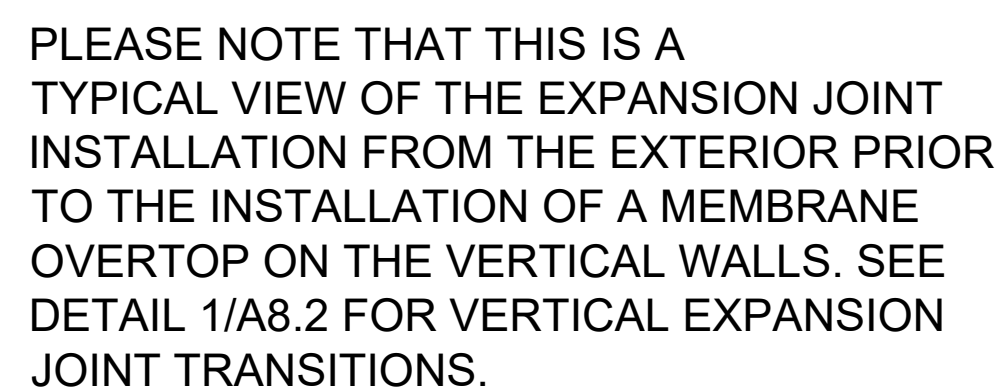 PLEASE NOTE THAT THIS IS A
TYPICAL VIEW OF THE EXPANSION JOINT
INSTALLATION FROM THE EXTERIOR PRIOR
TO THE INSTALLATION OF A MEMBRANE
OVERTOP ON THE VERTICAL WALLS. SEE
DETAIL 1/A8.2 FOR VERTICAL EXPANSION
JOINT TRANSITIONS.